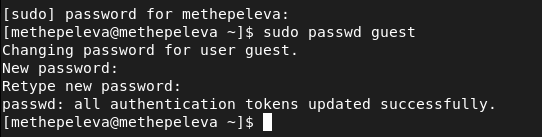 [sudo] password for methepeleva:
[methepeleva@methepeleva ~]$ sudo passwd guest
Changing password for user guest.
New password:
Retype new password:
passwd: all authentication tokens updated successfully.
[methepeleva@methepeleva ~]$